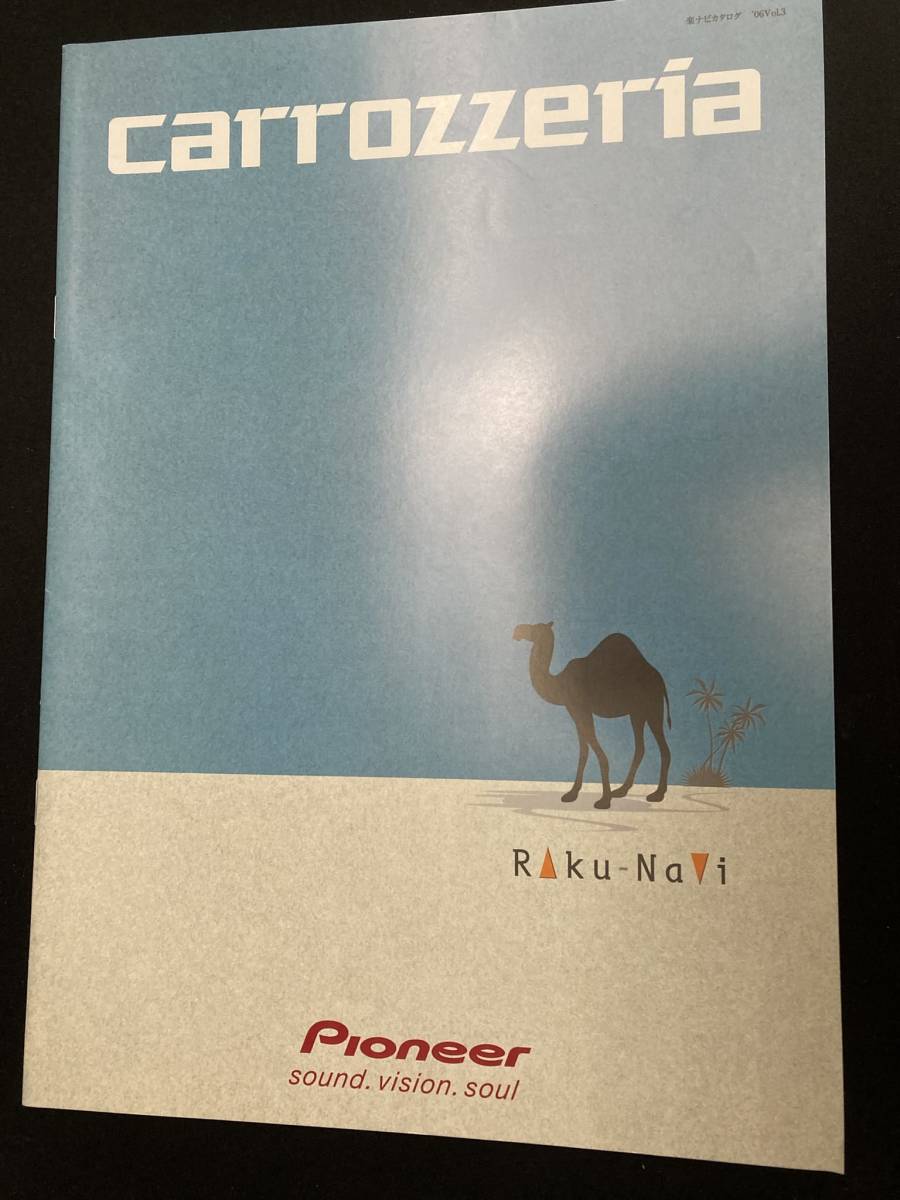 楽ナビカタログ '06Vol.3
carrozzeria
Raku-Navi
Pioneer
sound.vision.soul